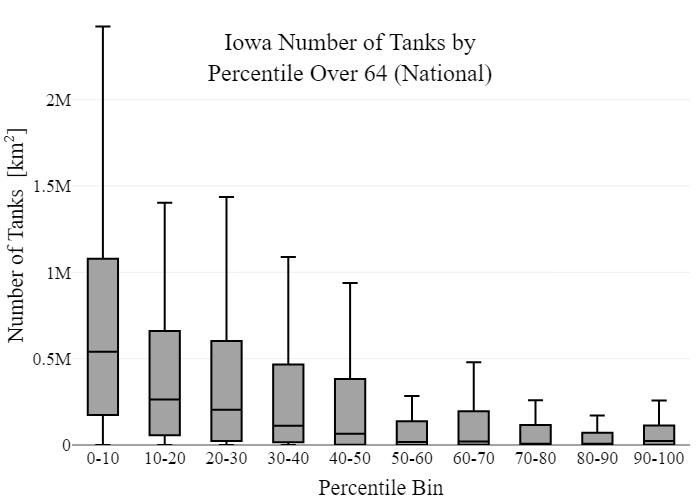 Iowa Number of Tanks by
Percentile Over 64 (National)
Number of Tanks [km²]
2M
1.5M
1M
0.5M
0
0-10 10-20 20-30 30-40 40-50 50-60 60-70 70-80 80-90 90-100
Percentile Bin